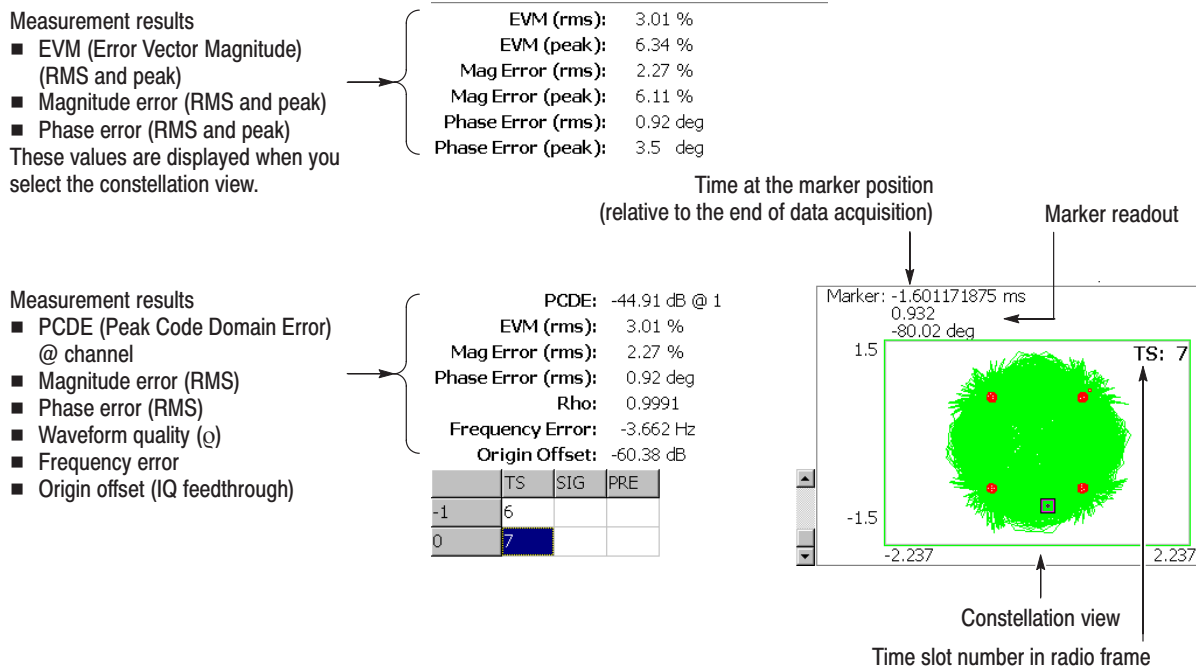 Measurement results
■ EVM (Error Vector Magnitude)
(RMS and peak)
■ Magnitude error (RMS and peak)
■ Phase error (RMS and peak)
These values are displayed when you
select the constellation view.
EVM (rms): 3.01 %
EVM (peak): 6.34 %
Mag Error (rms): 2.27 %
Mag Error (peak): 6.11 %
Phase Error (rms): 0.92 deg
Phase Error (peak): 3.5 deg
Time at the marker position
(relative to the end of data acquisition)
Marker readout
Measurement results
■ PCDE (Peak Code Domain Error)
@ channel
■ Magnitude error (RMS)
■ Phase error (RMS)
■ Waveform quality (ϱ)
■ Frequency error
■ Origin offset (IQ feedthrough)
PCDE: -44.91 dB @ 1
EVM (rms): 3.01 %
Mag Error (rms): 2.27 %
Phase Error (rms): 0.92 deg
Rho: 0.9991
Frequency Error: -3.662 Hz
Origin Offset: -60.38 dB
TS SIG PRE
-1 6
0 7
Marker: -1.601171875 ms
0.932
-80.02 deg
1.5
TS: 7
-1.5
-2.237 2.237
Constellation view
Time slot number in radio frame